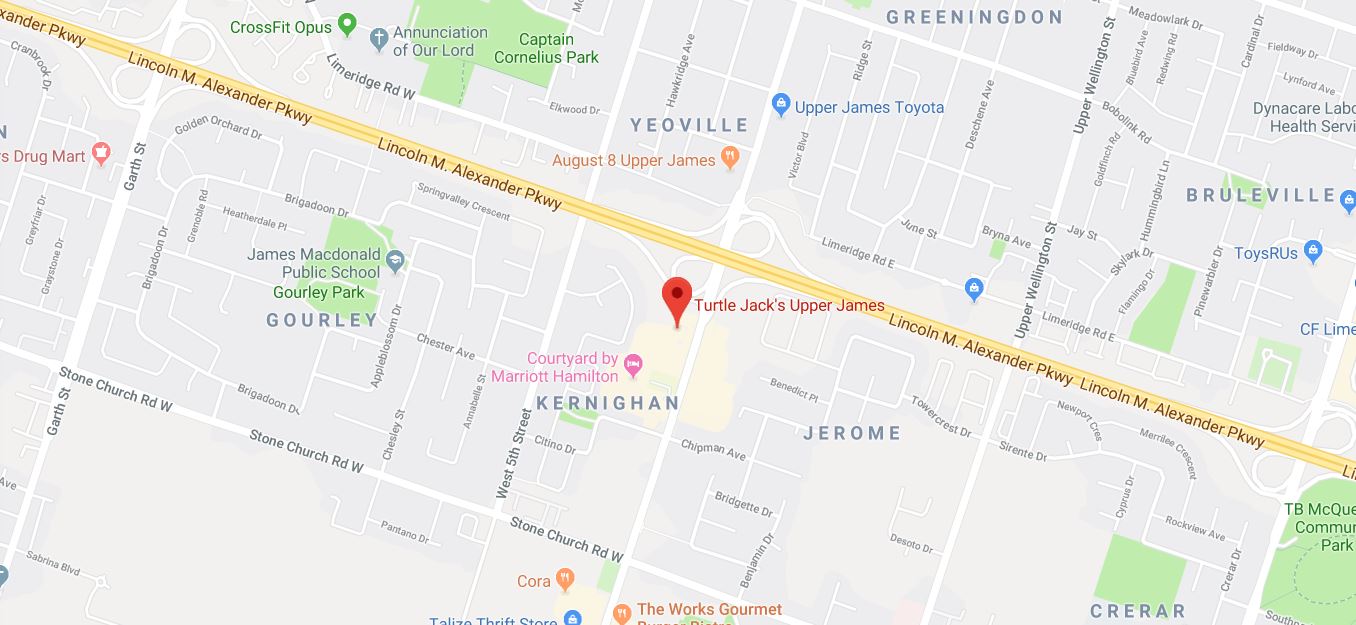 GREENINGDON
Meadowlark Dr
CrossFit Opus
Annunciation
of Our Lord
Captain
Cornelius Park
Lincoln M. Alexander Pkwy
Limeridge Rd W
Cranbrook Dr
Hawkridge Ave
Ridge St
Upper Wellington St
Bluebird Ave
Redwing Rd
Cardinal Dr
Fieldway Dr
Lynford Ave
Elkwood Dr
Upper James Toyota
Deschene Ave
Bobolink Rd
Health Servi
Golden Orchard Dr
YEOVILLE
August 8 Upper James
Victor Blvd
Goldfinch Rd
Hummingbird Ln
rs Drug Mart
Garth St
Lincoln M. Alexander Pkwy
Springvalley Crescent
BRULEVILLE
Grenoble Rd
Brigadoon Dr
Heatherdale Pl
Greyfriar Dr
Graystone Dr
Brigadoon Dr
June St
Bryna Ave
Jay St
Skylark Dr
Limeridge Rd E
ToysRUs
James Macdonald
Public School
Gourley Park
GOURLEY
Upper Wellington St
Flamingo Dr
Pinewarbler Dr
Turtle Jack's Upper James
Limeridge Rd E
Lincoln M. Alexander Pkwy
CF Lime
Appleblossom Dr
Chester Ave
Courtyard by
Marriott Hamilton
Stone Church Rd W
Garth St
Brigadoon Dr
Annabelle St
KERNIGHAN
Benedict Pl
Lincoln M. Alexander Pkwy
Towercrest Dr
Newport Cres
Merrilee Crescent
JEROME
Chesley St
West 5th Street
Citino Dr
Chipman Ave
Sirente Dr
Stone Church Rd W
Bridgette Dr
Cyprus Dr
Rockview Ave
TB McQue
Commun
Park
Ave
Pantano Dr
Stone Church Rd W
Desoto Dr
Benjamin Dr
Crerar Dr
Sabrina Blvd
Cora
The Works Gourmet
Talize Thrift Store
CRERAR